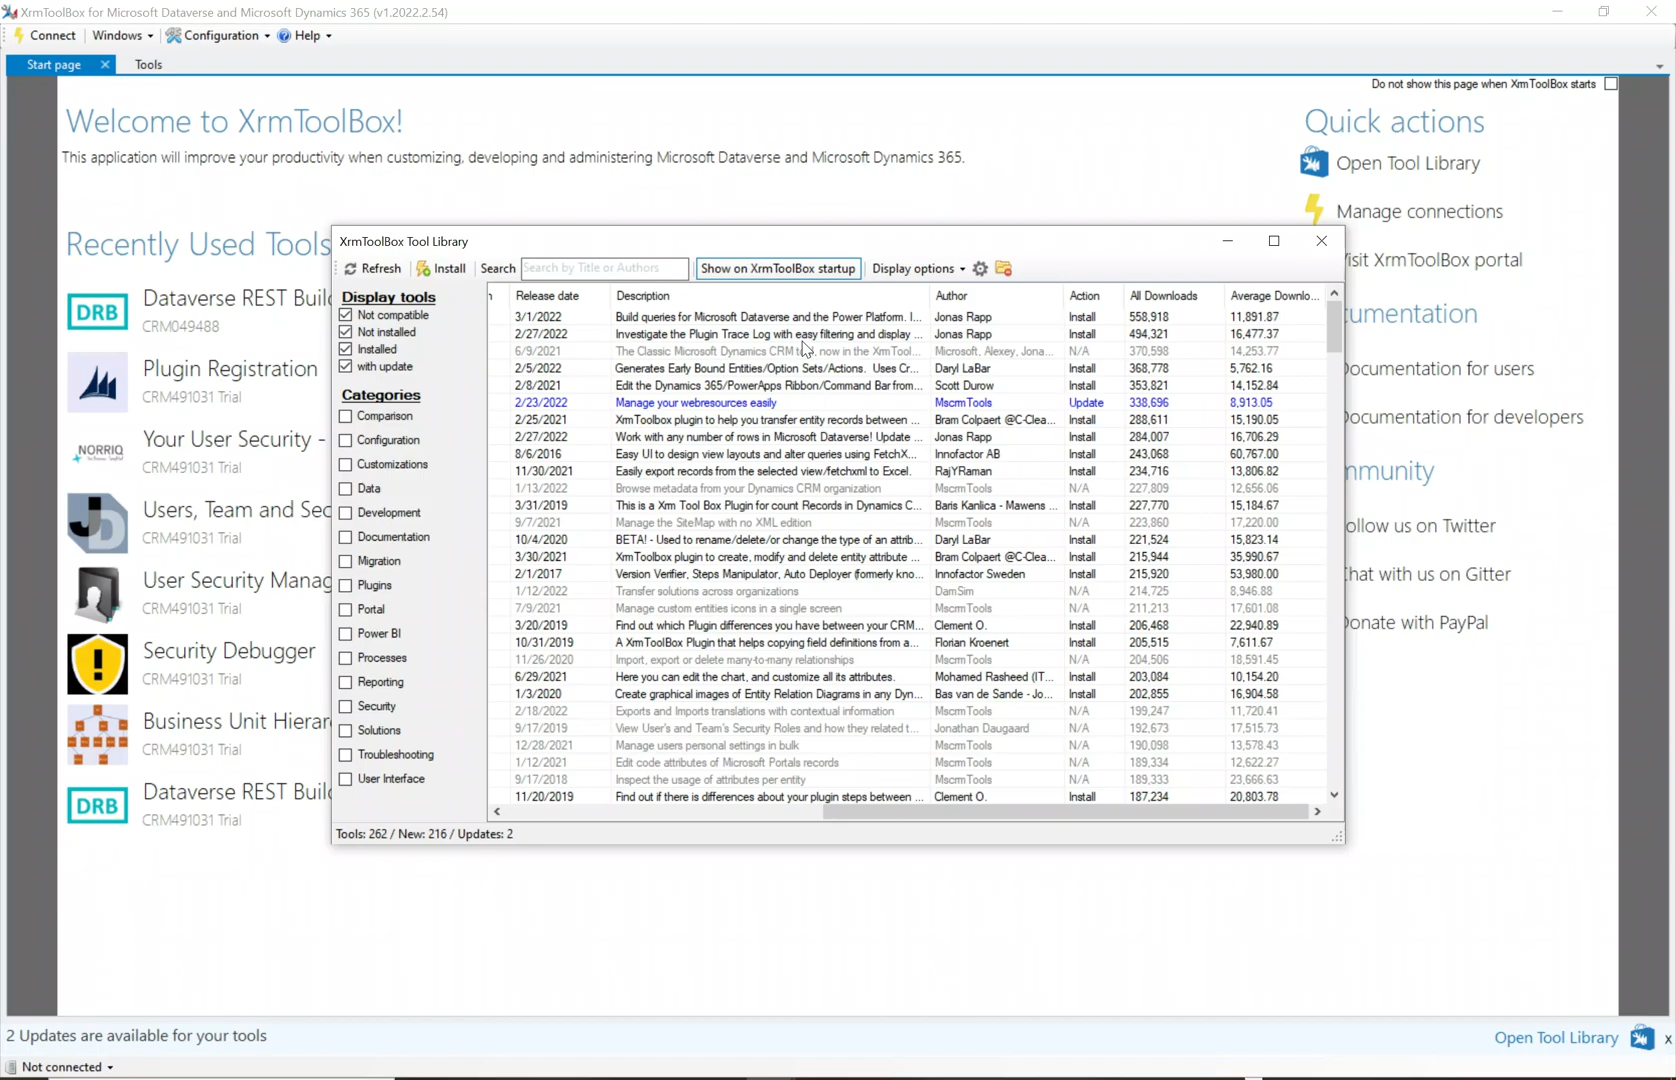 XrmToolBox for Microsoft Dataverse and Microsoft Dynamics 365 (v1.2022.2.54)
Connect Windows Configuration Help
Start page Tools
Do not show this page when XrmToolBox starts
Welcome to XrmToolBox!
This application will improve your productivity when customizing, developing and administering Microsoft Dataverse and Microsoft Dynamics 365.
Quick actions
Open Tool Library
Manage connections
isit XrmToolBox portal
umentation
ocumentation for users
ocumentation for developers
mmunity
ollow us on Twitter
hat with us on Gitter
onate with PayPal
Recently Used Tools
DRB
Dataverse REST Buil
CRM049488
Plugin Registration
CRM491031 Trial
NORRIQ
Your User Security -
CRM491031 Trial
Users, Team and Sec
CRM491031 Trial
User Security Manag
CRM491031 Trial
Security Debugger
CRM491031 Trial
Business Unit Hierar
CRM491031 Trial
DRB
Dataverse REST Buil
CRM491031 Trial
XrmToolBox Tool Library
Refresh Install Search Search by Title or Authors Show on XrmToolBox startup Display options
Display tools
Not compatible
Not installed
Installed
with update
Categories
Comparison
Configuration
Customizations
Data
Development
Documentation
Migration
Plugins
Portal
Power BI
Processes
Reporting
Security
Solutions
Troubleshooting
User Interface
Release date Description Author Action All Downloads Average Downlo...
3/1/2022 Build queries for Microsoft Dataverse and the Power Platform. I... Jonas Rapp Install 558,918 11,891.87
2/27/2022 Investigate the Plugin Trace Log with easy filtering and display ... Jonas Rapp Install 494,321 16,477.37
6/9/2021 The Classic Microsoft Dynamics CRM , now in the XrmTool... Microsoft, Alexey, Jona... N/A 370,598 14,253.77
2/5/2022 Generates Early Bound Entities/Option Sets/Actions. Uses Cr... Daryl LaBar Install 368,778 5,762.16
2/8/2021 Edit the Dynamics 365/PowerApps Ribbon/Command Bar from... Scott Durow Install 353,821 14,152.84
2/23/2022 Manage your webresources easily MscrmTools Update 338,696 8,913.05
2/25/2021 XrmToolbox plugin to help you transfer entity records between ... Bram Colpaert @C-Clea... Install 288,611 15,190.05
2/27/2022 Work with any number of rows in Microsoft Dataverse! Update ... Jonas Rapp Install 284,007 16,706.29
8/6/2016 Easy UI to design view layouts and alter queries using FetchX... Innofactor AB Install 243,068 60,767.00
11/30/2021 Easily export records from the selected view/fetchxml to Excel. RajYRaman Install 234,716 13,806.82
1/13/2022 Browse metadata from your Dynamics CRM organization MscrmTools N/A 227,809 12,656.06
3/31/2019 This is a Xrm Tool Box Plugin for count Records in Dynamics C... Baris Kanlica - Mawens ... Install 227,770 15,184.67
9/7/2021 Manage the SiteMap with no XML edition MscrmTools N/A 223,860 17,220.00
10/4/2020 BETA! - Used to rename/delete/or change the type of an attrib... Daryl LaBar Install 221,524 15,823.14
3/30/2021 XrmToolbox plugin to create, modify and delete entity attribute ... Bram Colpaert @C-Clea... Install 215,944 35,990.67
2/1/2017 Version Verifier, Steps Manipulator, Auto Deployer (formerly kno... Innofactor Sweden Install 215,920 53,980.00
1/12/2022 Transfer solutions across organizations DamSim N/A 214,725 8,946.88
7/9/2021 Manage custom entities icons in a single screen MscrmTools N/A 211,213 17,601.08
3/20/2019 Find out which Plugin differences you have between your CRM... Clement O. Install 206,468 22,940.89
10/31/2019 A XrmToolBox Plugin that helps copying field definitions from a... Florian Kroenert Install 205,515 7,611.67
11/26/2020 Import, export or delete many-to-many relationships MscrmTools N/A 204,506 18,591.45
6/29/2021 Here you can edit the chart, and customize all its attributes. Mohamed Rasheed (IT... Install 203,084 10,154.20
1/3/2020 Create graphical images of Entity Relation Diagrams in any Dyn... Bas van de Sande - Jo... Install 202,855 16,904.58
2/18/2022 Exports and Imports translations with contextual information MscrmTools N/A 199,247 11,720.41
9/17/2019 View User's and Team's Security Roles and how they related t... Jonathan Daugaard N/A 192,673 17,515.73
12/28/2021 Manage users personal settings in bulk MscrmTools N/A 190,098 13,578.43
1/12/2021 Edit code attributes of Microsoft Portals records MscrmTools N/A 189,334 12,622.27
9/17/2018 Inspect the usage of attributes per entity MscrmTools N/A 189,333 23,666.63
11/20/2019 Find out if there is differences about your plugin steps between ... Clement O. Install 187,234 20,803.78
Tools: 262 / New: 216 / Updates: 2
2 Updates are available for your tools
Open Tool Library x
Not connected